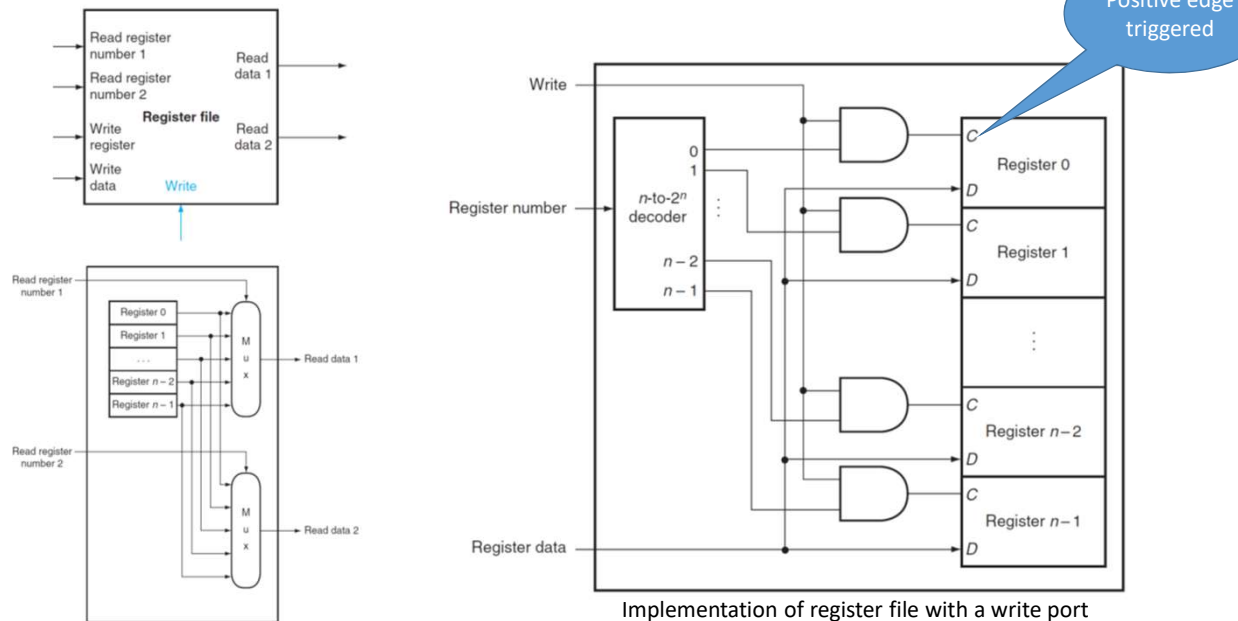 Positive edge
triggered
Read register
number 1
Read register
number 2
Register file
Write
register
Write
data
Write
Read
data 1
Read
data 2
Read register
number 1
Register 0
Register 1
. . .
Register n – 2
Register n – 1
M
u
x
Read data 1
Read register
number 2
M
u
x
Read data 2
Write
Register number
n-to-2ⁿ
decoder
0
1
⋮
n – 2
n – 1
Register data
C
Register 0
D
C
Register 1
D
⋮
C
Register n – 2
D
C
Register n – 1
D
Implementation of register file with a write port